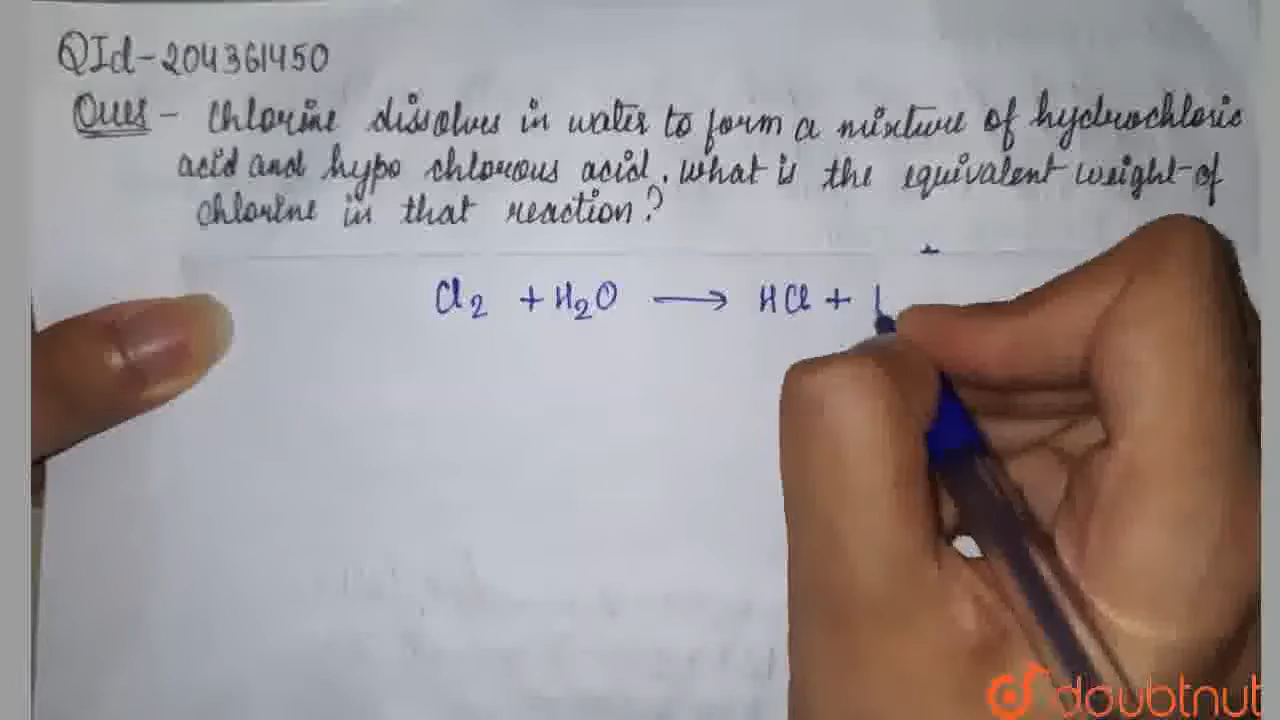 QId-204361450
Ques - Chlorine dissolves in water to form a mixture of hydrochloric
acid and hypo chlorous acid. What is the equivalent weight of
chlorine in that reaction?
Cl₂ + H₂O ⟶ HCl +
doubtnut